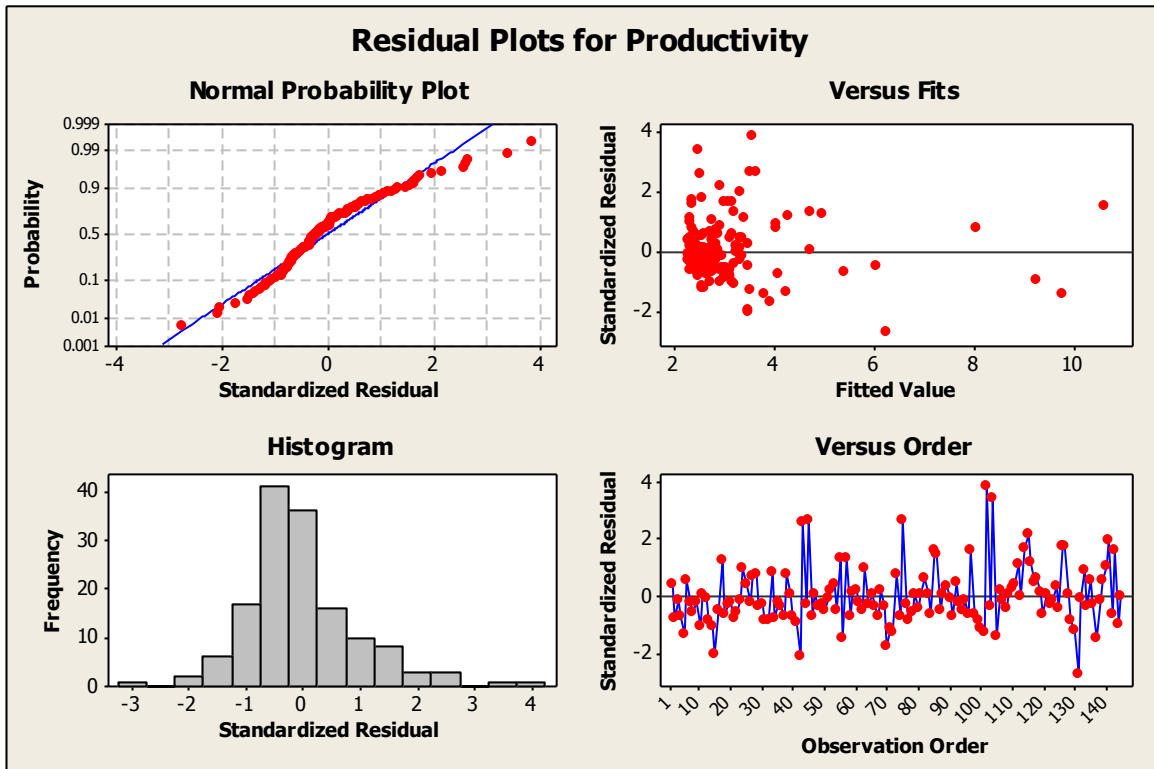 Residual Plots for Productivity
Normal Probability Plot
Probability
0.999
0.99
0.9
0.5
0.1
0.01
0.001
-4 -2 0 2 4
Standardized Residual
Versus Fits
Standardized Residual
4
2
0
-2
2 4 6 8 10
Fitted Value
Histogram
Frequency
40
30
20
10
0
-3 -2 -1 0 1 2 3 4
Standardized Residual
Versus Order
Standardized Residual
4
2
0
-2
1 10 20 30 40 50 60 70 80 90 100 110 120 130 140
Observation Order